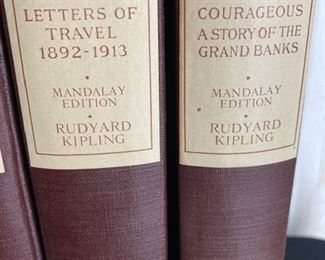 LETTERS OF
TRAVEL
1892-1913
MANDALAY
EDITION
RUDYARD
KIPLING
COURAGEOUS
A STORY OF THE
GRAND BANKS
MANDALAY
EDITION
RUDYARD
KIPLING